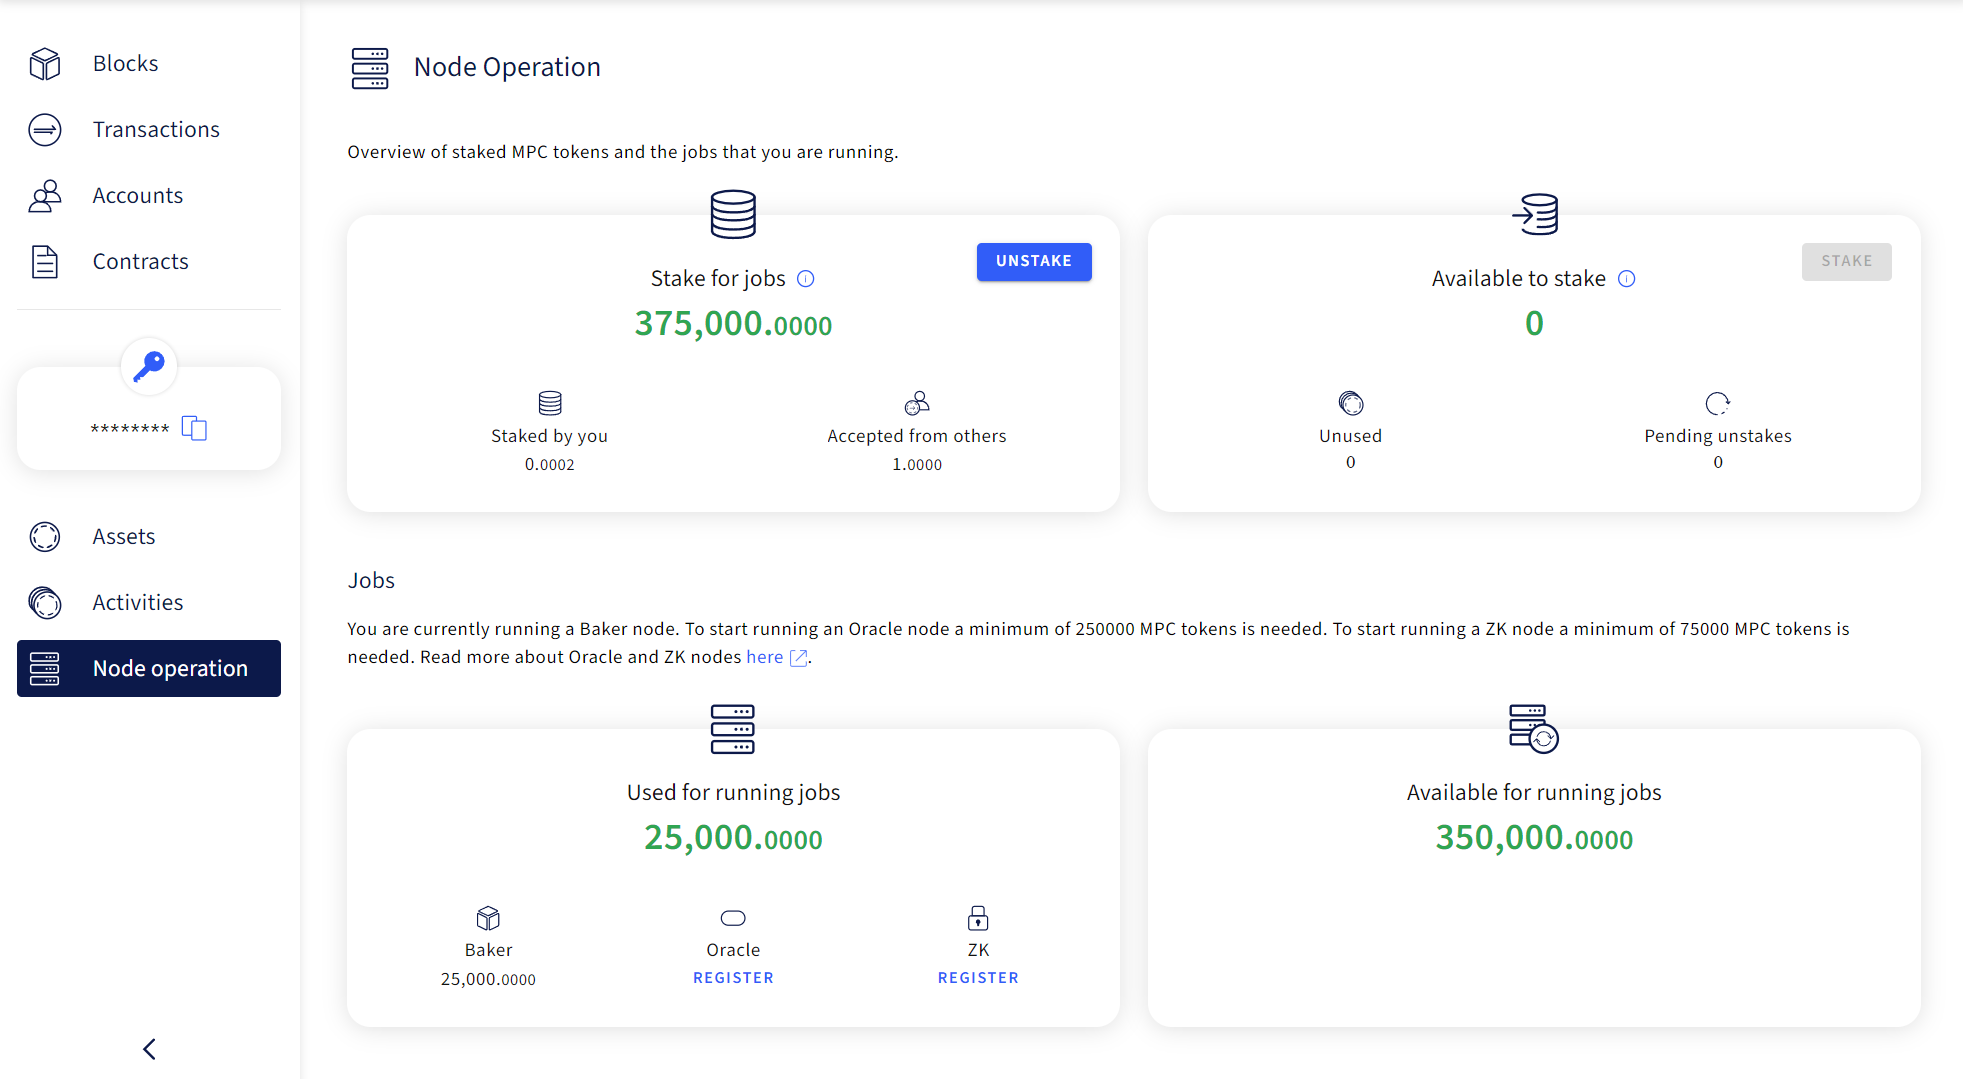 Blocks
Transactions
Accounts
Contracts
********
Assets
Activities
Node operation
Node Operation
Overview of staked MPC tokens and the jobs that you are running.
UNSTAKE
Stake for jobs
375,000.0000
Staked by you
0.0002
Accepted from others
1.0000
STAKE
Available to stake
0
Unused
0
Pending unstakes
0
Jobs
You are currently running a Baker node. To start running an Oracle node a minimum of 250000 MPC tokens is needed. To start running a ZK node a minimum of 75000 MPC tokens is
needed. Read more about Oracle and ZK nodes here.
Used for running jobs
25,000.0000
Baker
25,000.0000
Oracle
REGISTER
ZK
REGISTER
Available for running jobs
350,000.0000